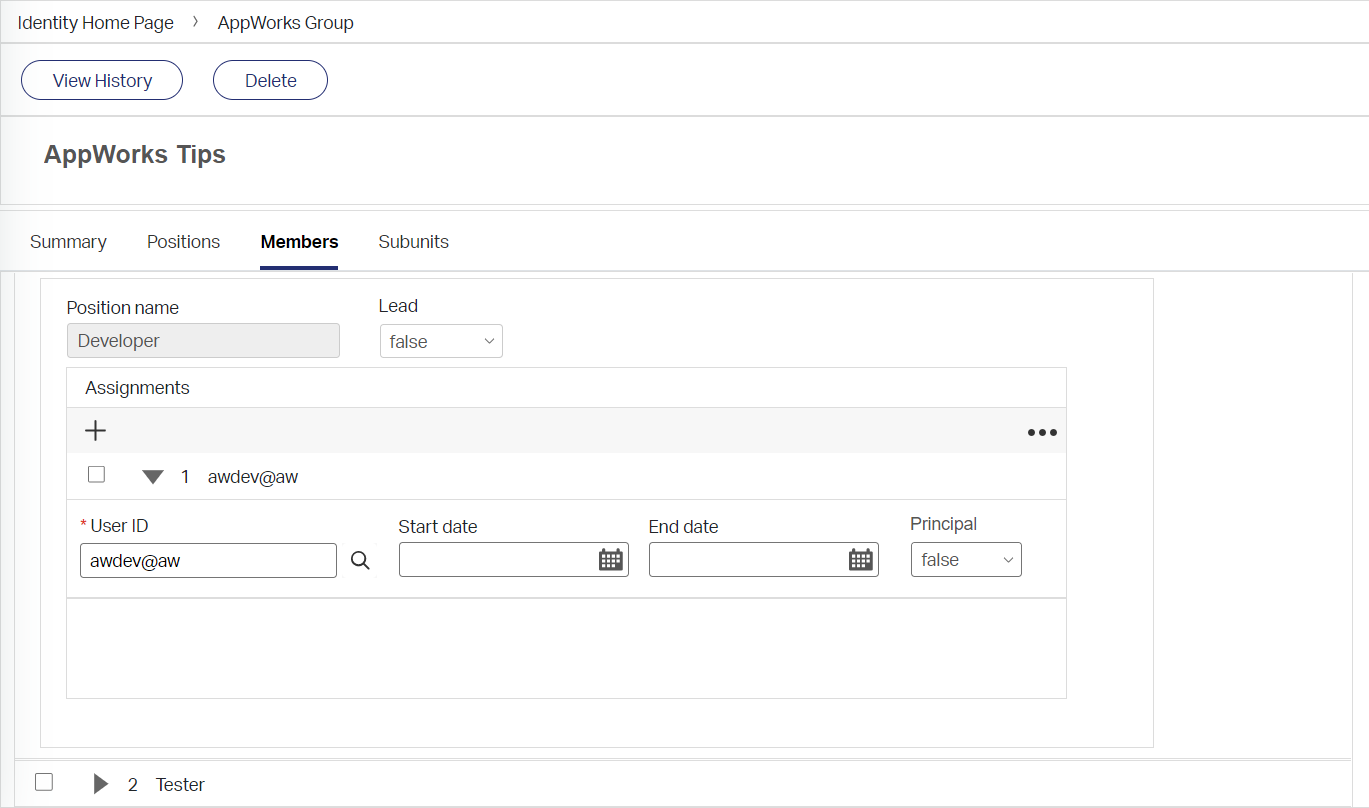 Identity Home Page > AppWorks Group
View History Delete
AppWorks Tips
Summary Positions Members Subunits
Position name Lead
Developer false
Assignments
1 awdev@aw
* User ID Start date End date Principal
awdev@aw false
2 Tester